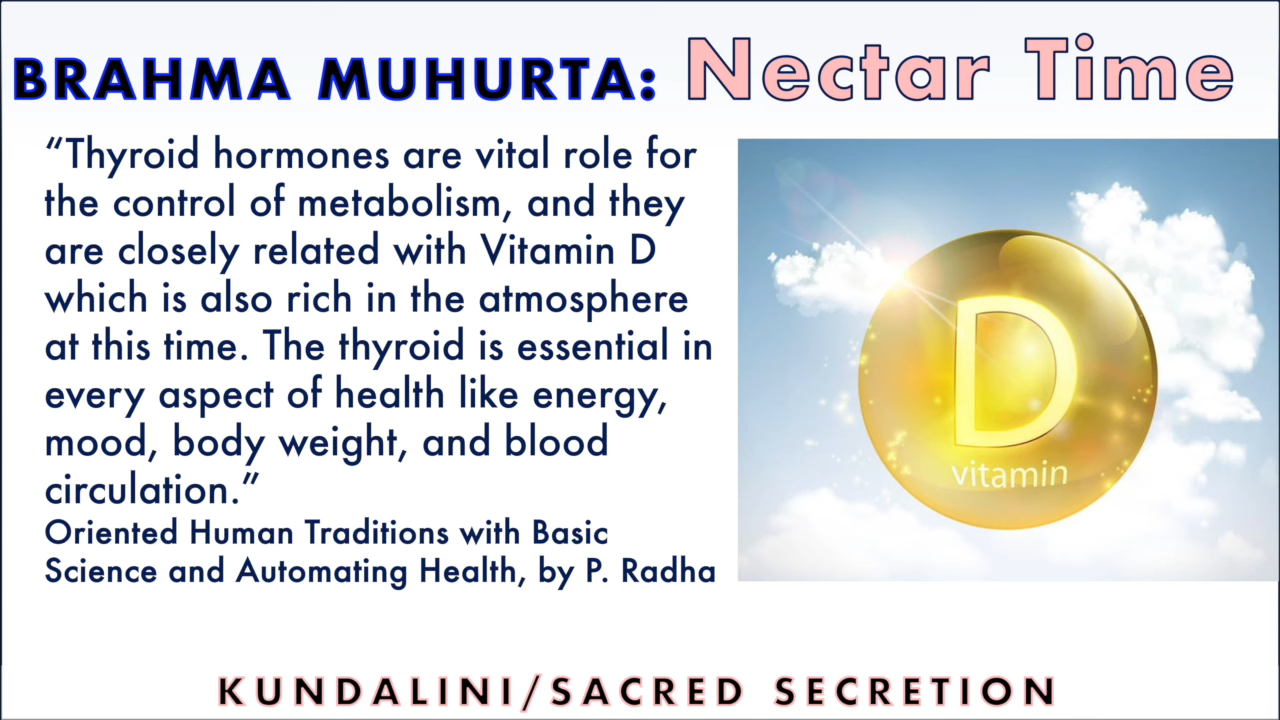 BRAHMA MUHURTA: Nectar Time
“Thyroid hormones are vital role for
the control of metabolism, and they
are closely related with Vitamin D
which is also rich in the atmosphere
at this time. The thyroid is essential in
every aspect of health like energy,
mood, body weight, and blood
circulation.”
Oriented Human Traditions with Basic
Science and Automating Health, by P. Radha
D
vitamin
KUNDALINI/SACRED SECRETION